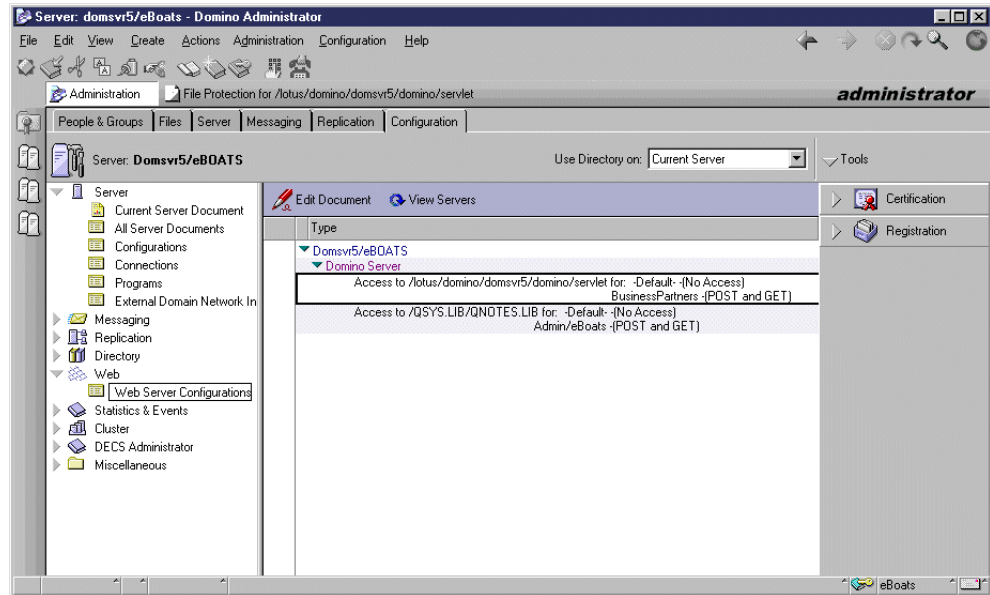 Server: domsvr5/eBoats - Domino Administrator
File Edit View Create Actions Administration Configuration Help
Administration File Protection for /lotus/domino/domsvr5/domino/servlet administrator
People & Groups Files Server Messaging Replication Configuration
Server: Domsvr5/eBOATS Use Directory on: Current Server Tools
Server
Current Server Document
All Server Documents
Configurations
Connections
Programs
External Domain Network In
Messaging
Replication
Directory
Web
Web Server Configurations
Statistics & Events
Cluster
DECS Administrator
Miscellaneous
Edit Document View Servers
Type
Domsvr5/eBOATS
Domino Server
Access to /lotus/domino/domsvr5/domino/servlet for: -Default- -(No Access)
BusinessPartners -(POST and GET)
Access to /QSYS.LIB/QNOTES.LIB for: -Default- -(No Access)
Admin/eBoats -(POST and GET)
Certification
Registration
eBoats